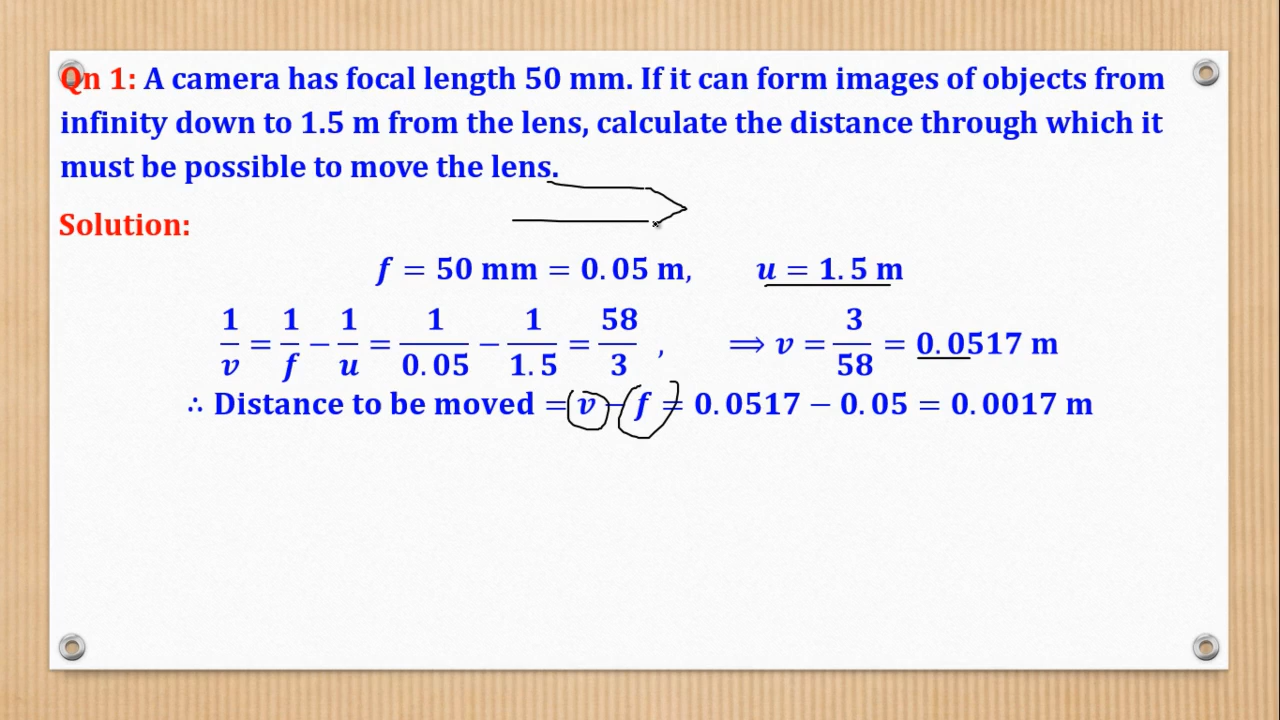 Qn 1: A camera has focal length 50 mm. If it can form images of objects from
infinity down to 1.5 m from the lens, calculate the distance through which it
must be possible to move the lens.
Solution:
f = 50 mm = 0.05 m, u = 1.5 m
1/v = 1/f − 1/u = 1/0.05 − 1/1.5 = 58/3 , ⟹ v = 3/58 = 0.0517 m
∴ Distance to be moved = v − f = 0.0517 − 0.05 = 0.0017 m